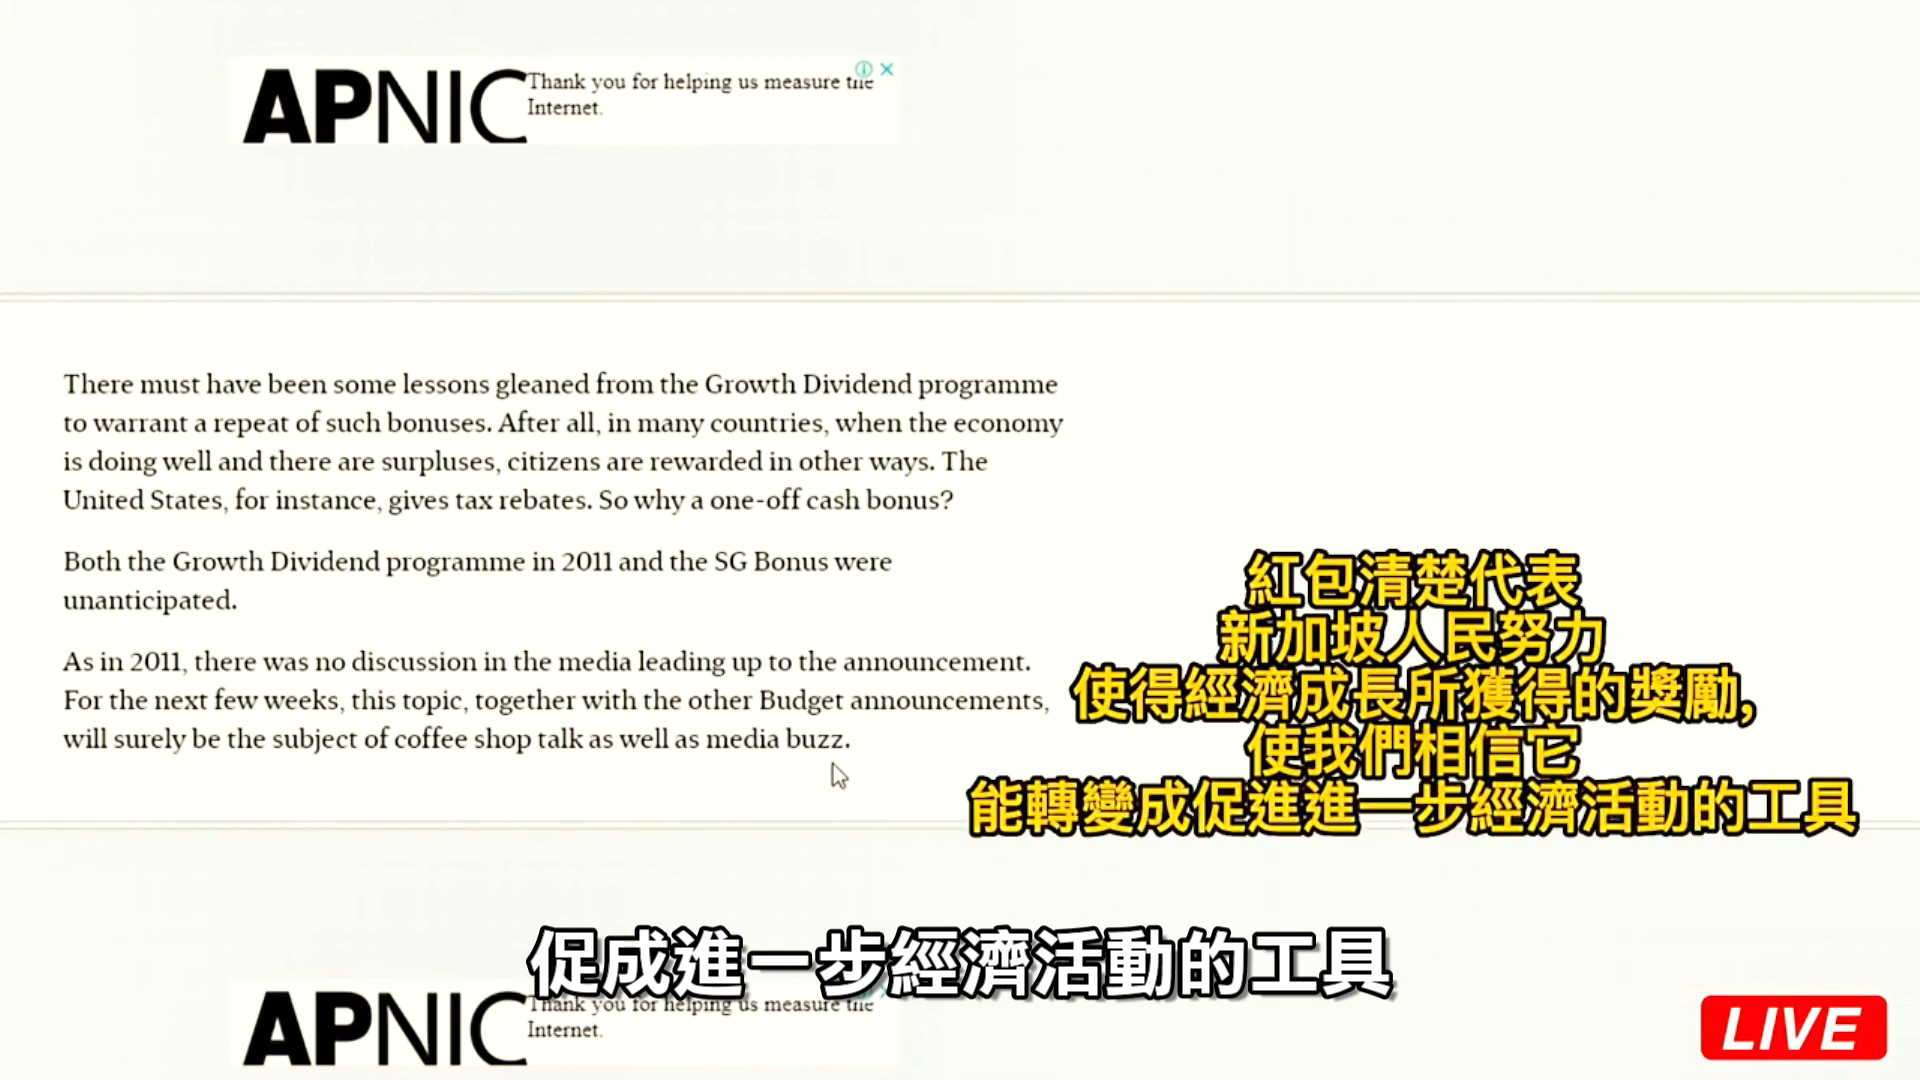 APNIC
Thank you for helping us measure the
Internet.
There must have been some lessons gleaned from the Growth Dividend programme
to warrant a repeat of such bonuses. After all, in many countries, when the economy
is doing well and there are surpluses, citizens are rewarded in other ways. The
United States, for instance, gives tax rebates. So why a one-off cash bonus?
Both the Growth Dividend programme in 2011 and the SG Bonus were
unanticipated.
As in 2011, there was no discussion in the media leading up to the announcement.
For the next few weeks, this topic, together with the other Budget announcements,
will surely be the subject of coffee shop talk as well as media buzz.
紅包清楚代表
新加坡人民努力
使得經濟成長所獲得的獎勵,
使我們相信它
能轉變成促進進一步經濟活動的工具
促成進一步經濟活動的工具
APNIC
Thank you for helping us measure the
Internet.
LIVE